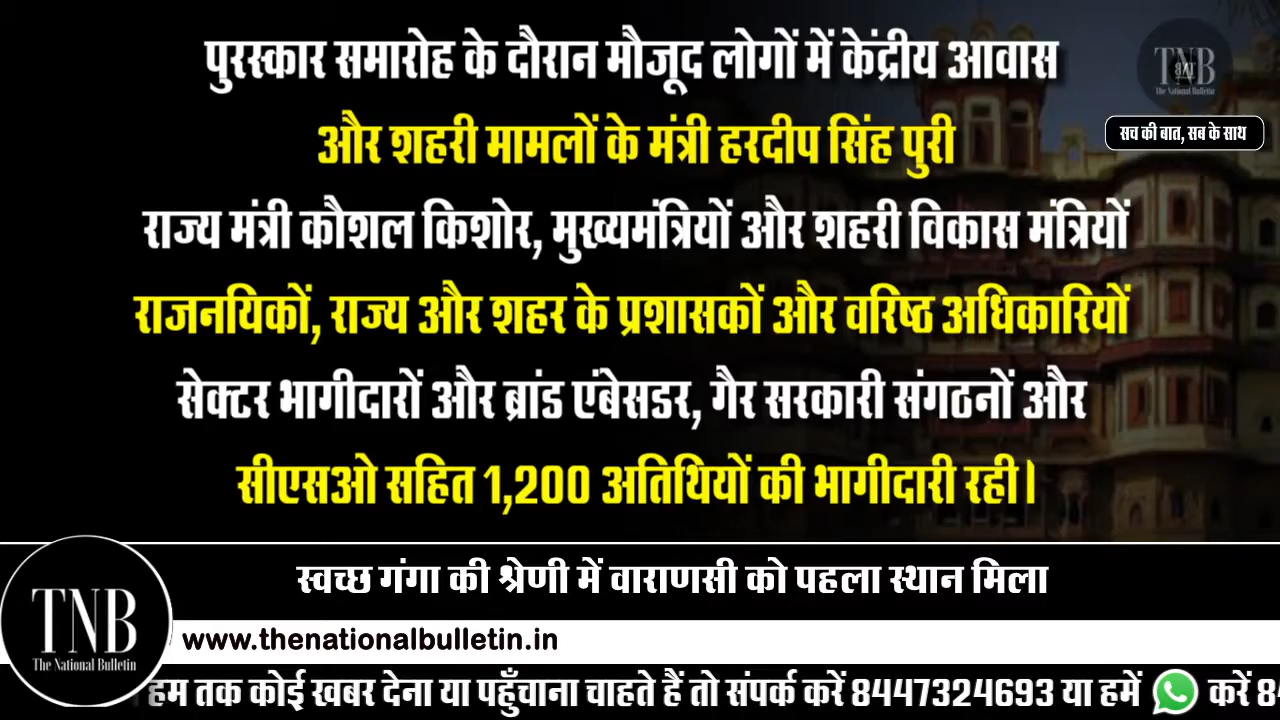 पुरस्कार समारोह के दौरान मौजूद लोगों में केंद्रीय आवास
और शहरी मामलों के मंत्री हरदीप सिंह पुरी
राज्य मंत्री कौशल किशोर, मुख्यमंत्रियों और शहरी विकास मंत्रियों
राजनयिकों, राज्य और शहर के प्रशासकों और वरिष्ठ अधिकारियों
सेक्टर भागीदारों और ब्रांड एंबेसडर, गैर सरकारी संगठनों और
सीएसओ सहित 1,200 अतिथियों की भागीदारी रही।
TNB
The National Bulletin
सच की बात, सब के साथ
स्वच्छ गंगा की श्रेणी में वाराणसी को पहला स्थान मिला
TNB
The National Bulletin
www.thenationalbulletin.in
हम तक कोई खबर देना या पहुँचाना चाहते हैं तो संपर्क करें 8447324693 या हमें करें 84